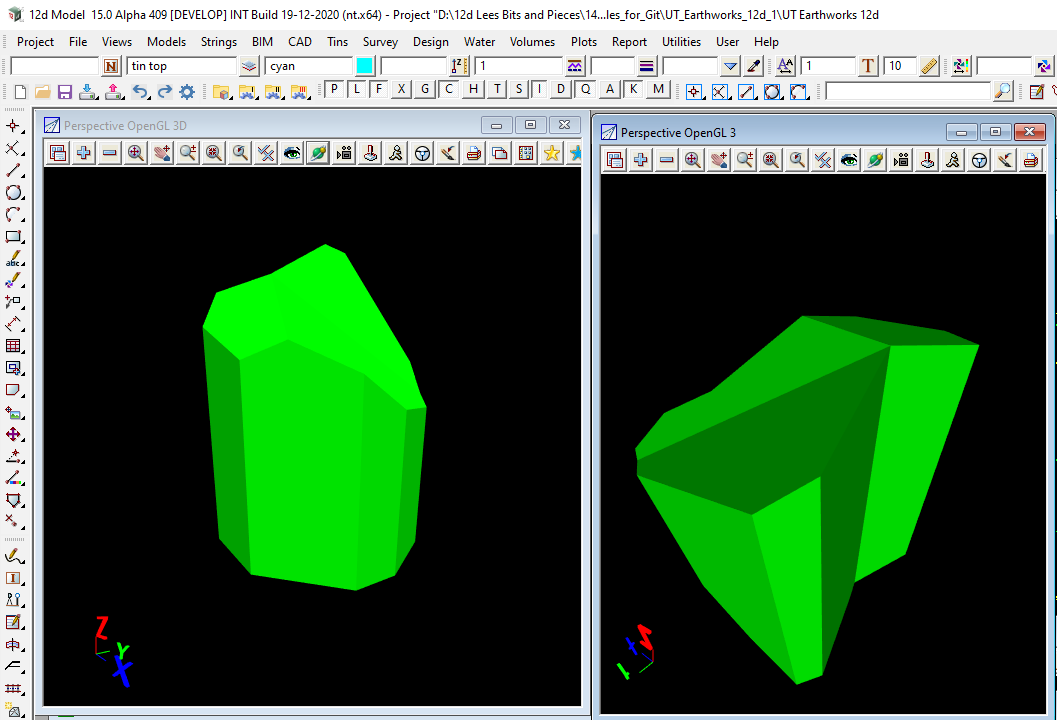 12d Model 15.0 Alpha 409 [DEVELOP] INT Build 19-12-2020 (nt.x64) - Project "D:\12d Lees Bits and Pieces\14...les_for_Git\UT_Earthworks_12d_1\UT Earthworks 12d
Project File Views Models Strings BIM CAD Tins Survey Design Water Volumes Plots Report Utilities User Help
N tin top cyan 1 1 T 10
P L F X G C H T S I D Q A K M
Perspective OpenGL 3D
Perspective OpenGL 3
abc
Z
Y
X